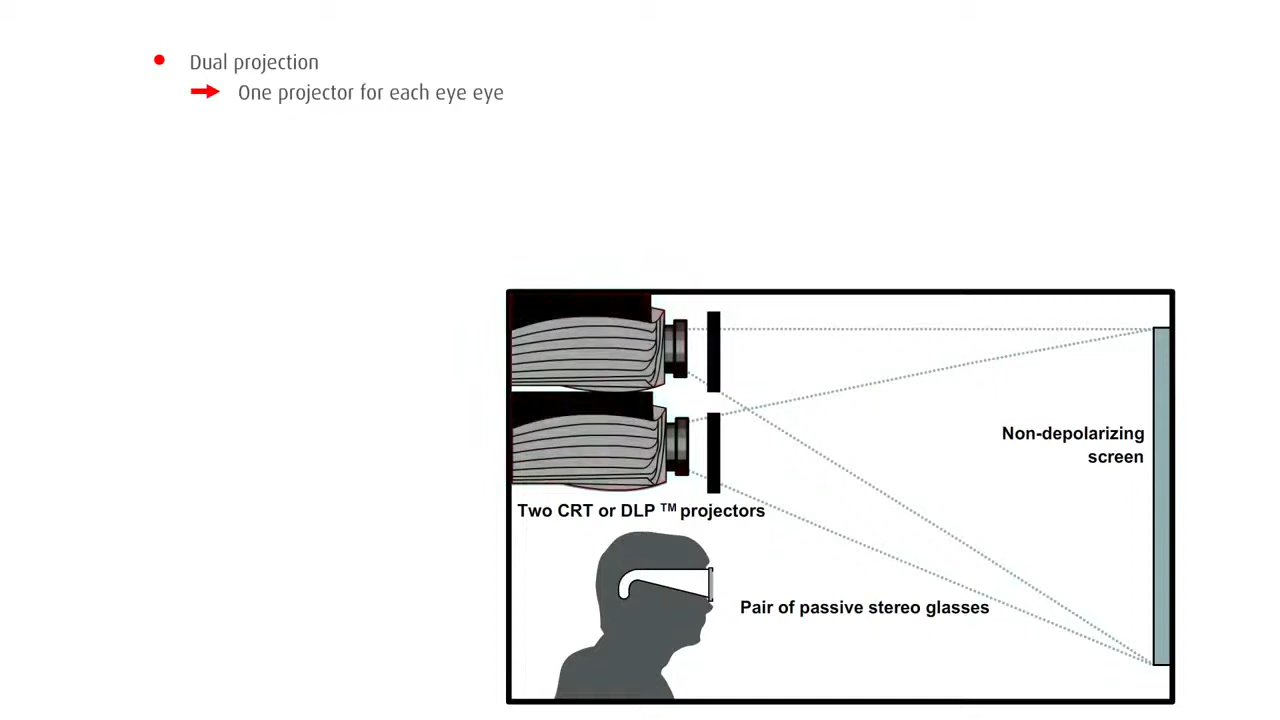 Dual projection
One projector for each eye eye
Non-depolarizing
screen
Two CRT or DLP ™ projectors
Pair of passive stereo glasses